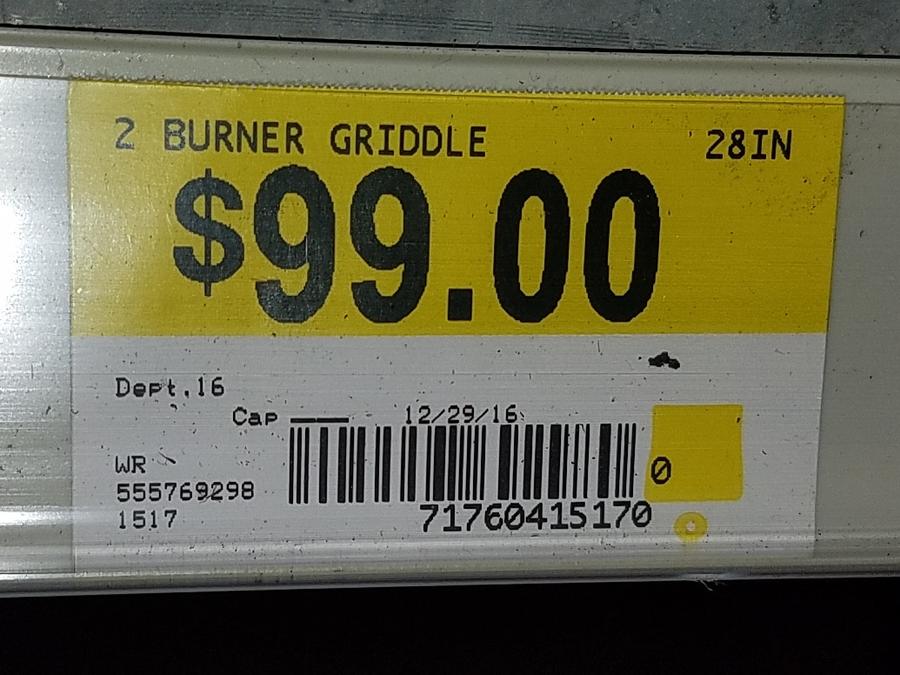 2 BURNER GRIDDLE 28IN
$99.00
Dept.16
Cap 12/29/16
WR
555769298
1517
0
71760415170